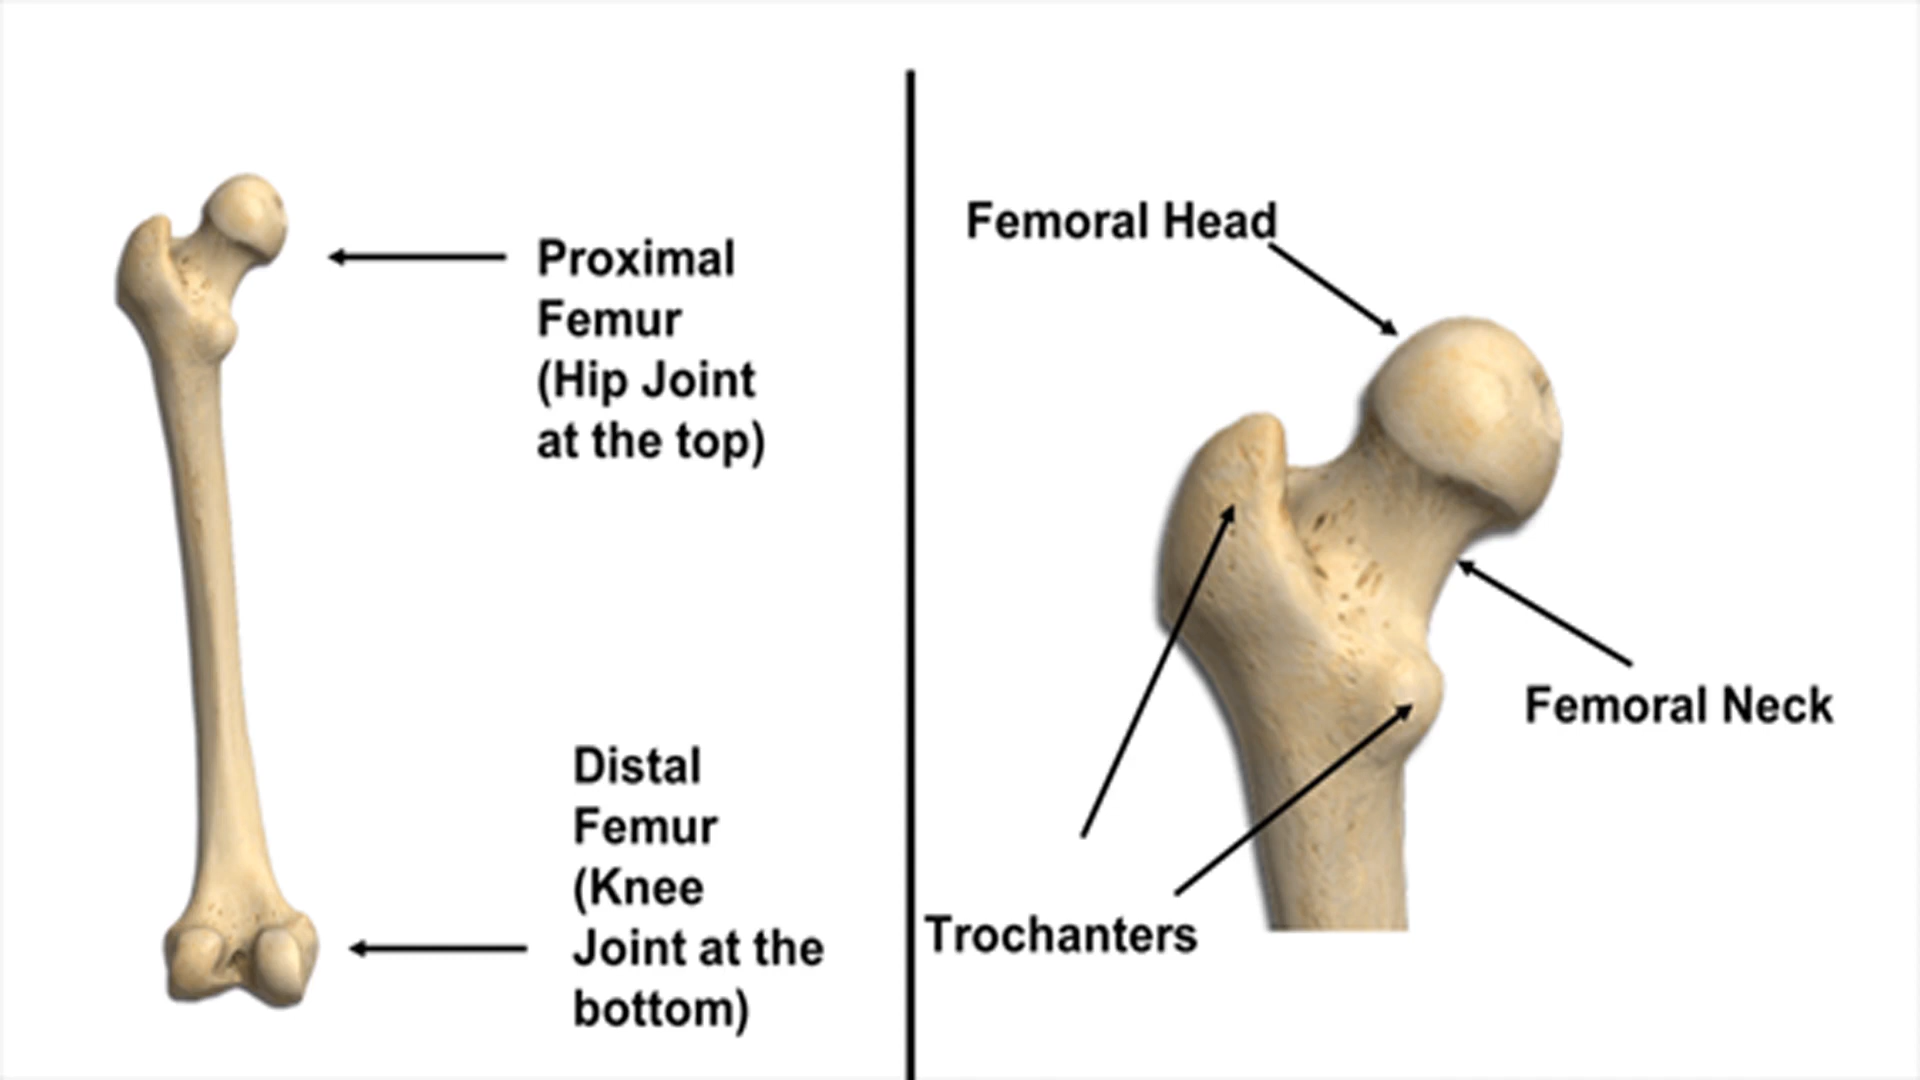 Proximal
Femur
(Hip Joint
at the top)
Distal
Femur
(Knee
Joint at the
bottom)
Femoral Head
Femoral Neck
Trochanters